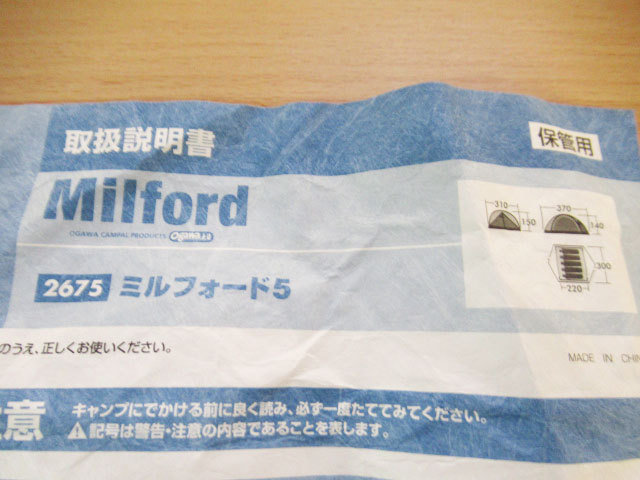 取扱説明書
保管用
Milford
OGAWA CAMPAL PRODUCTS ogawa
2675 ミルフォード5
310
150
370
140
300
220
のうえ、正しくお使いください。
MADE IN CHIN
意
キャンプにでかける前に良く読み、必ず一度たててみてください。
⚠記号は警告・注意の内容であることを表します。